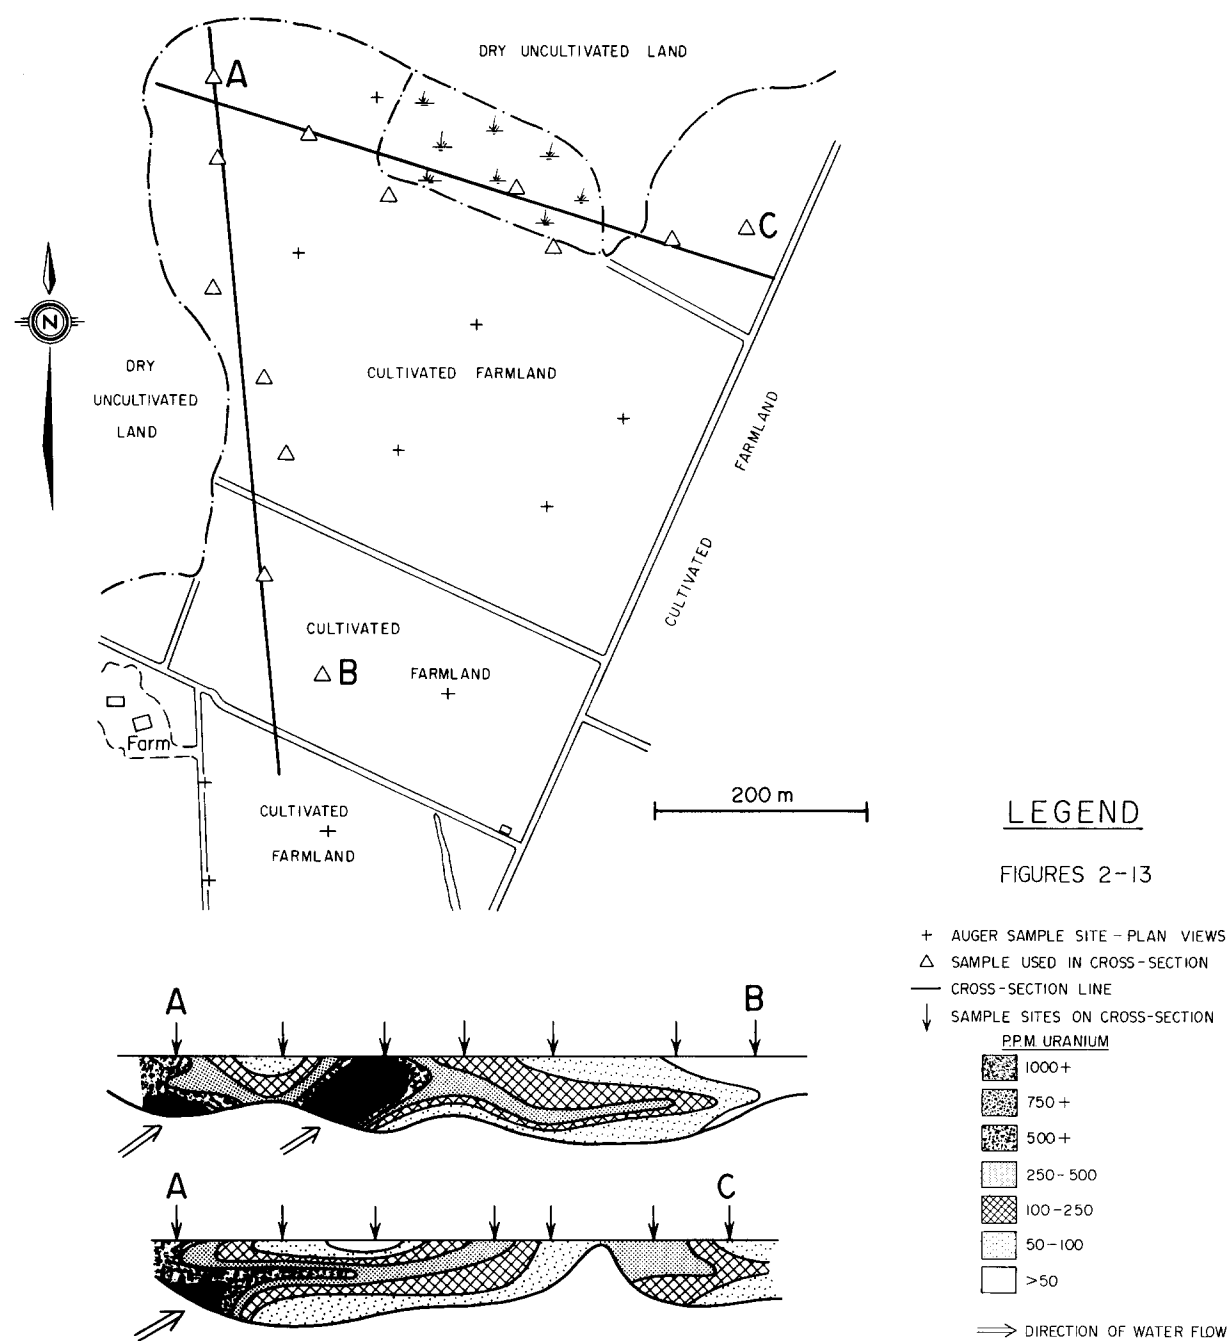 DRY UNCULTIVATED LAND
A
C
N
DRY
UNCULTIVATED
LAND
CULTIVATED FARMLAND
FARMLAND
CULTIVATED
CULTIVATED
B
FARMLAND
Farm
CULTIVATED
FARMLAND
200 m
LEGEND
FIGURES 2-13
+ AUGER SAMPLE SITE - PLAN VIEWS
△ SAMPLE USED IN CROSS-SECTION
— CROSS-SECTION LINE
↓ SAMPLE SITES ON CROSS-SECTION
P.P.M. URANIUM
1000+
750+
500+
250-500
100-250
50-100
>50
⇒ DIRECTION OF WATER FLOW
A B
A C